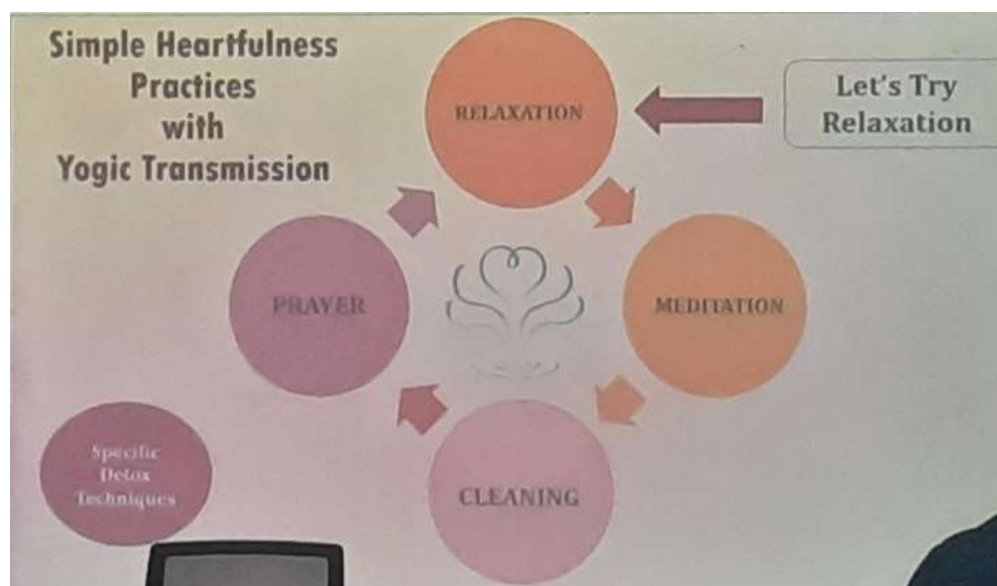 Simple Heartfulness
Practices
with
Yogic Transmission
RELAXATION
Let's Try
Relaxation
PRAYER
MEDITATION
CLEANING
Specific
Detox
Techniques